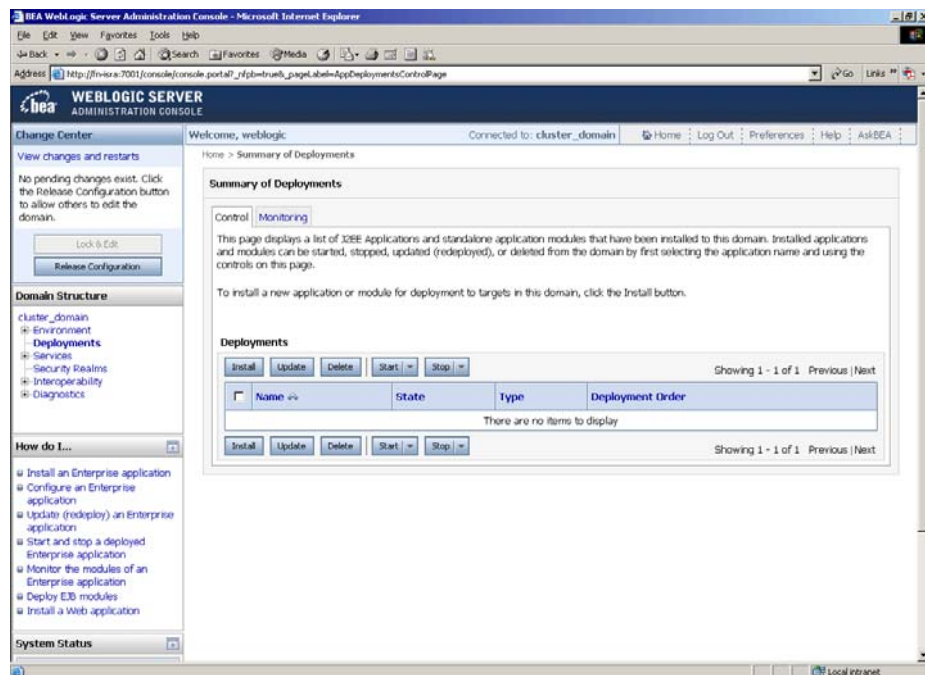 BEA WebLogic Server Administration Console - Microsoft Internet Explorer
File Edit View Favorites Tools Help
Back Search Favorites Media
Address http://fn-isra:7001/console/console.portal?_nfpb=true&_pageLabel=AppDeploymentsControlPage Go Links »
bea WEBLOGIC SERVER
ADMINISTRATION CONSOLE
Change Center
Welcome, weblogic Connected to: cluster_domain Home Log Out Preferences Help AskBEA
View changes and restarts
No pending changes exist. Click
the Release Configuration button
to allow others to edit the
domain.
Lock & Edit
Release Configuration
Domain Structure
cluster_domain
Environment
Deployments
Services
Security Realms
Interoperability
Diagnostics
How do I...
Install an Enterprise application
Configure an Enterprise
application
Update (redeploy) an Enterprise
application
Start and stop a deployed
Enterprise application
Monitor the modules of an
Enterprise application
Deploy EJB modules
Install a Web application
System Status
Home > Summary of Deployments
Summary of Deployments
Control Monitoring
This page displays a list of J2EE Applications and standalone application modules that have been installed to this domain. Installed applications
and modules can be started, stopped, updated (redeployed), or deleted from the domain by first selecting the application name and using the
controls on this page.
To install a new application or module for deployment to targets in this domain, click the Install button.
Deployments
Install Update Delete Start Stop Showing 1 - 1 of 1 Previous | Next
Name State Type Deployment Order
There are no items to display
Install Update Delete Start Stop Showing 1 - 1 of 1 Previous | Next
Local intranet